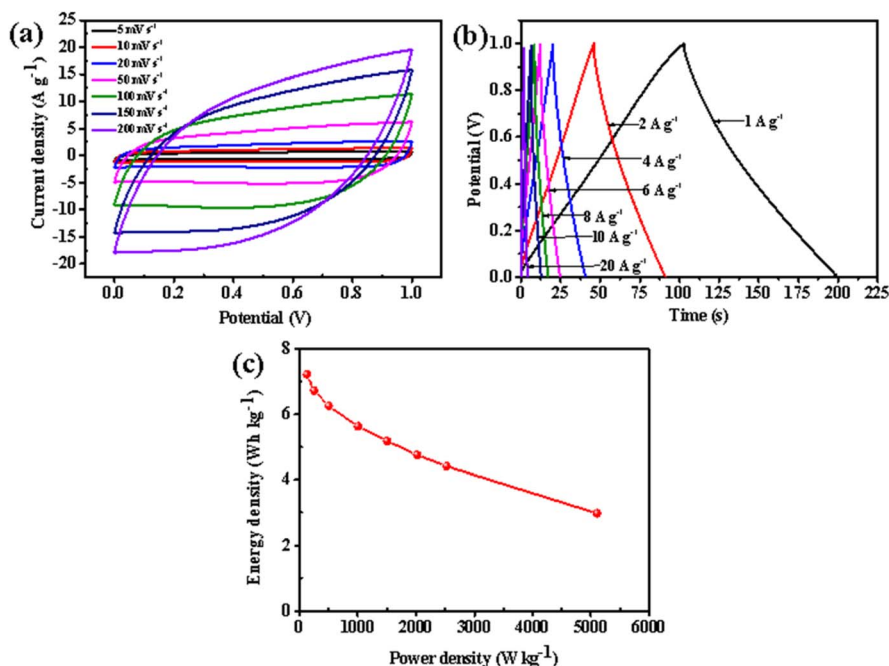 (a)
5 mV s⁻¹
10 mV s⁻¹
20 mV s⁻¹
50 mV s⁻¹
100 mV s⁻¹
150 mV s⁻¹
200 mV s⁻¹
25
20
15
10
5
0
-5
-10
-15
-20
Current density (A g⁻¹)
0.0 0.2 0.4 0.6 0.8 1.0
Potential (V)
(b)
1.0
0.8
0.6
0.4
0.2
0.0
Potential (V)
2 A g⁻¹
1 A g⁻¹
4 A g⁻¹
6 A g⁻¹
8 A g⁻¹
10 A g⁻¹
20 A g⁻¹
0 25 50 75 100 125 150 175 200 225
Time (s)
(c)
8
6
4
2
0
Energy density (Wh kg⁻¹)
0 1000 2000 3000 4000 5000 6000
Power density (W kg⁻¹)